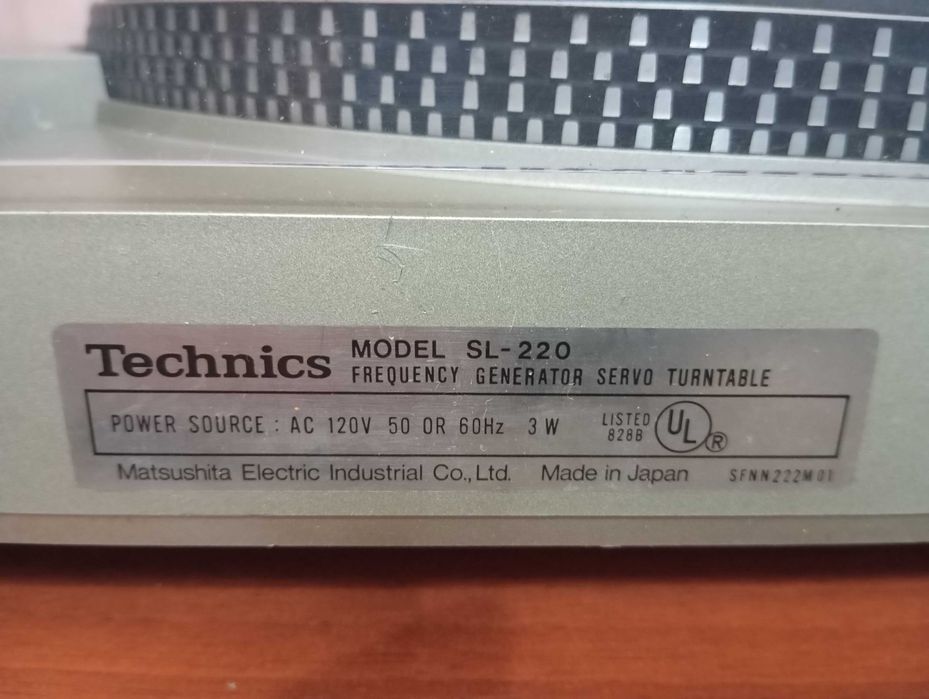 Technics MODEL SL-220
FREQUENCY GENERATOR SERVO TURNTABLE
POWER SOURCE : AC 120V 50 OR 60Hz 3W LISTED 828B UL ®
Matsushita Electric Industrial Co., Ltd. Made in Japan SFNN222M01